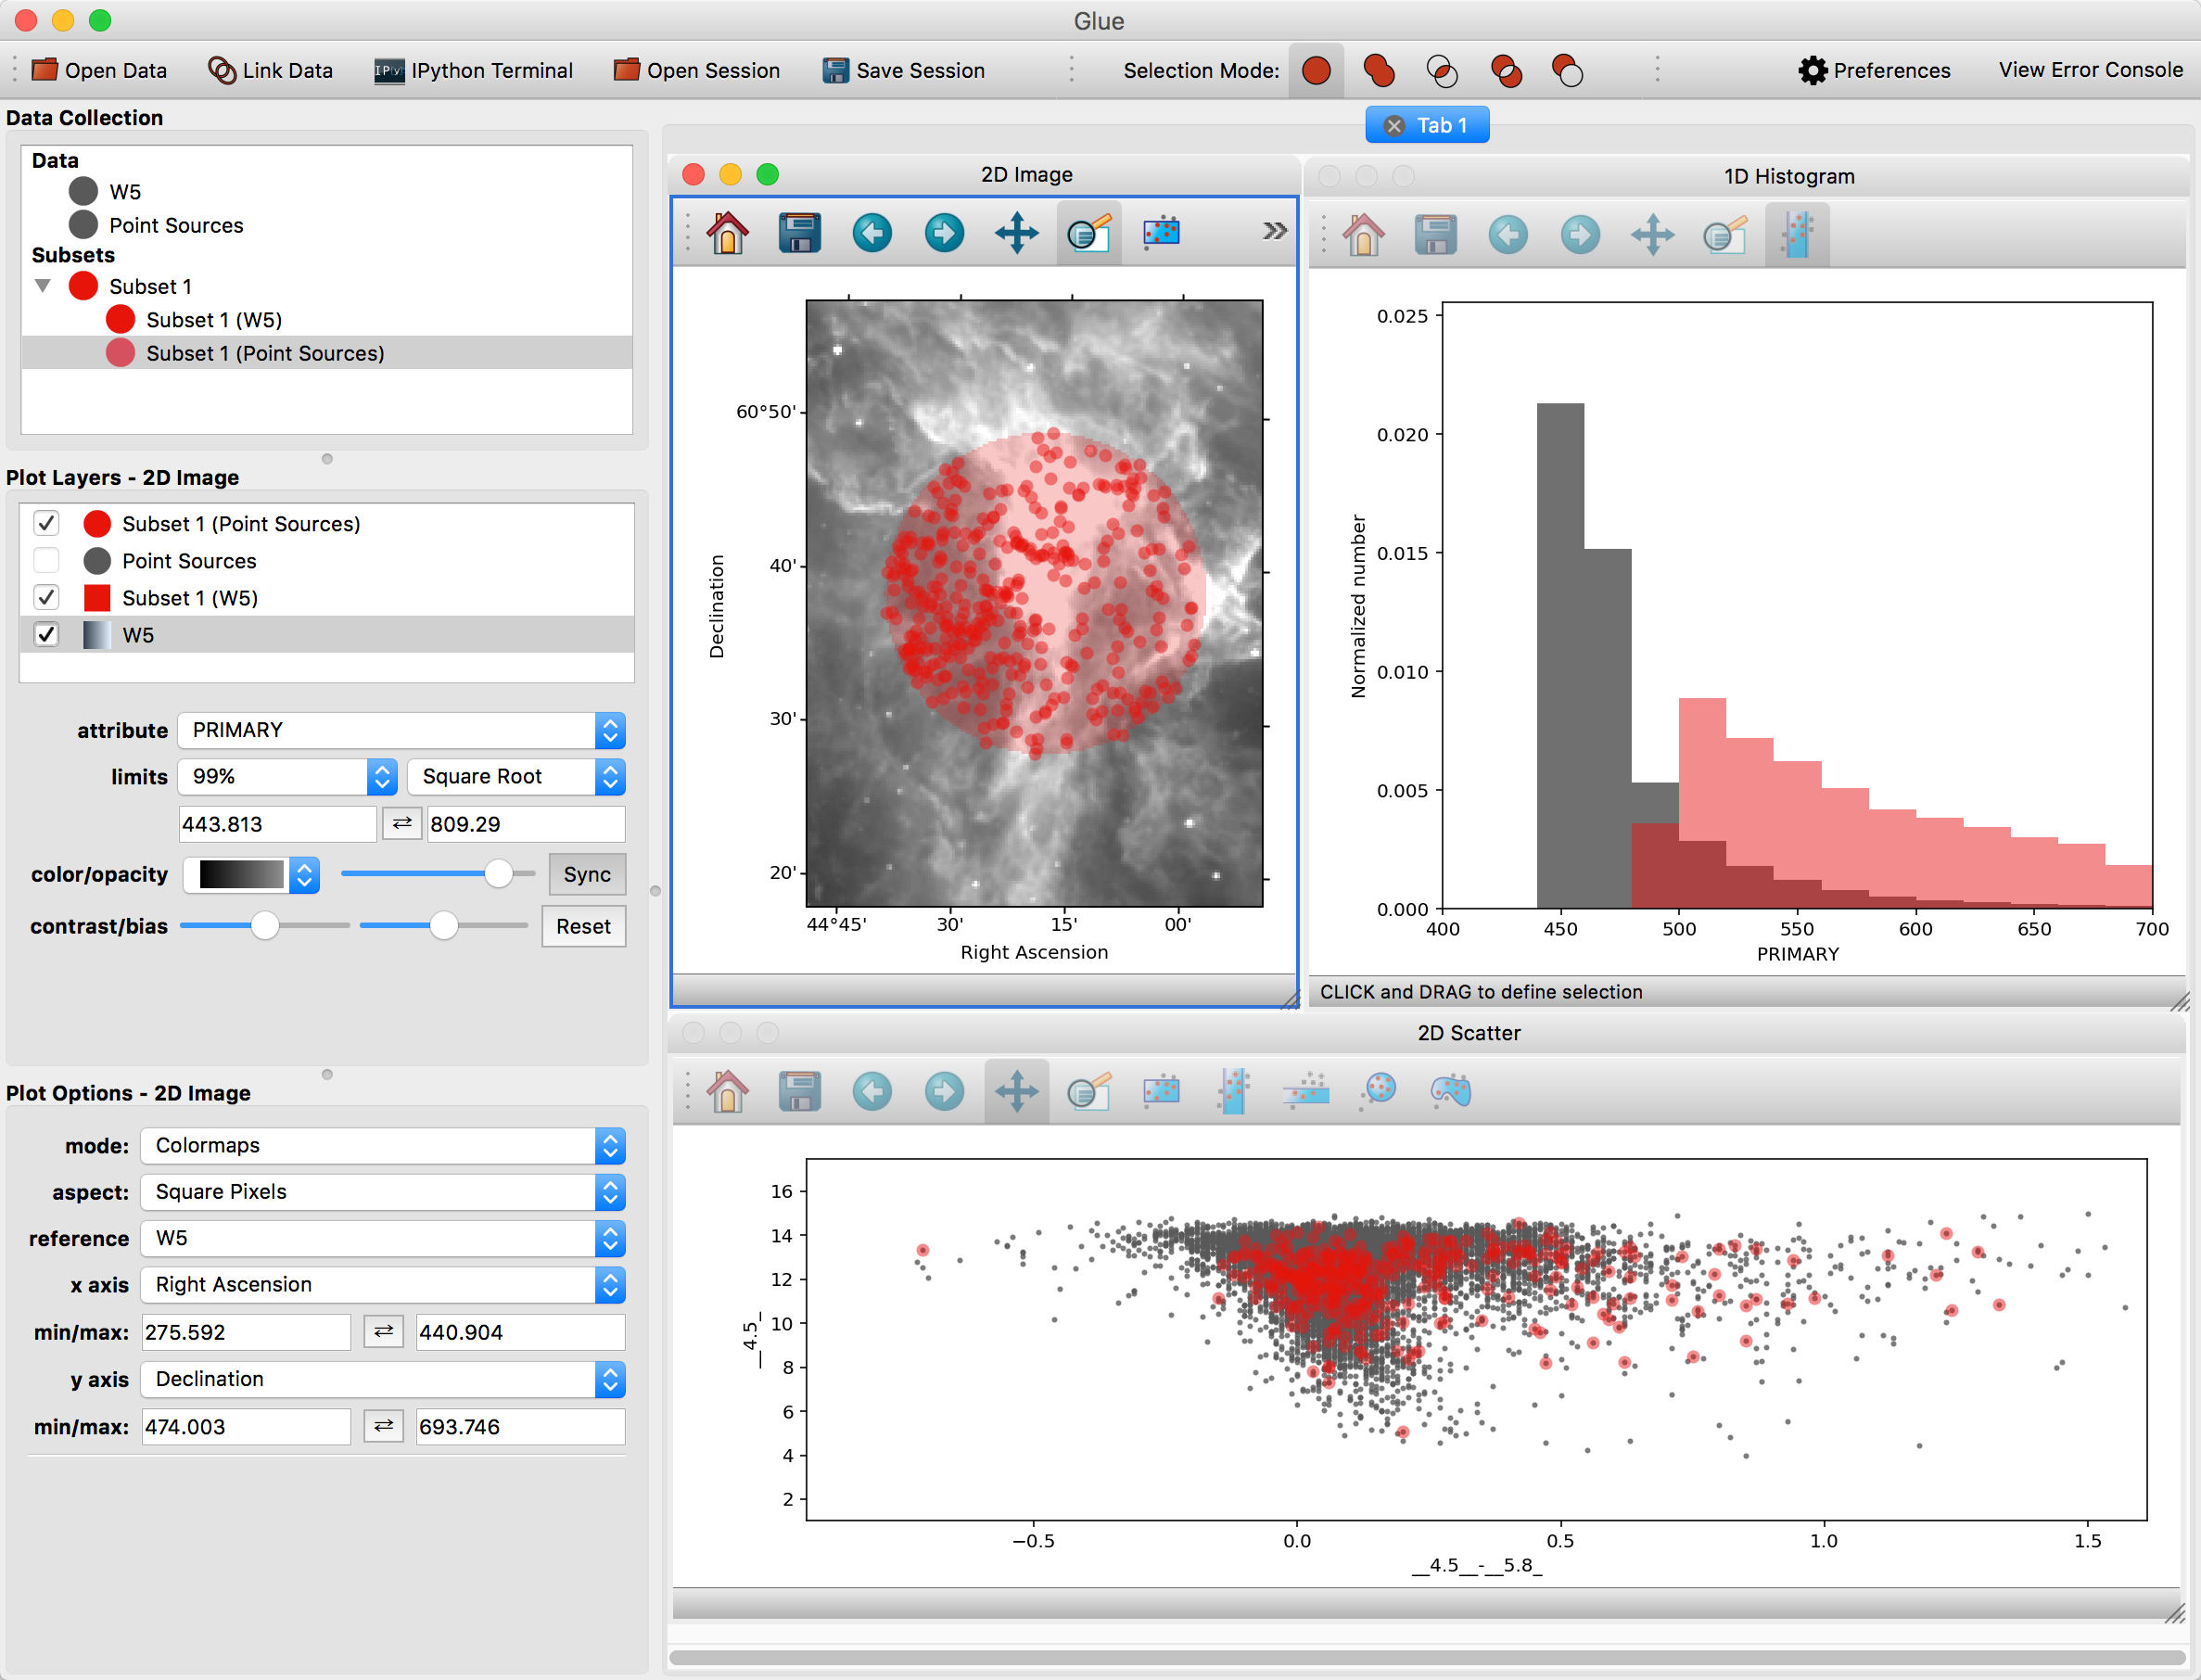 Glue
Open Data Link Data IPython Terminal Open Session Save Session Selection Mode: Preferences View Error Console
Data Collection
Data
W5
Point Sources
Subsets
Subset 1
Subset 1 (W5)
Subset 1 (Point Sources)
Plot Layers - 2D Image
Subset 1 (Point Sources)
Point Sources
Subset 1 (W5)
W5
attribute PRIMARY
limits 99% Square Root
443.813 809.29
color/opacity Sync
contrast/bias Reset
Plot Options - 2D Image
mode: Colormaps
aspect: Square Pixels
reference W5
x axis Right Ascension
min/max: 275.592 440.904
y axis Declination
min/max: 474.003 693.746
Tab 1
2D Image
60°50'
40'
30'
20'
Declination
44°45' 30' 15' 00'
Right Ascension
1D Histogram
0.025
0.020
0.015
0.010
0.005
0.000
Normalized number
400 450 500 550 600 650 700
PRIMARY
CLICK and DRAG to define selection
2D Scatter
16
14
12
10
8
6
4
2
__4.5_
−0.5 0.0 0.5 1.0 1.5
__4.5__-__5.8_